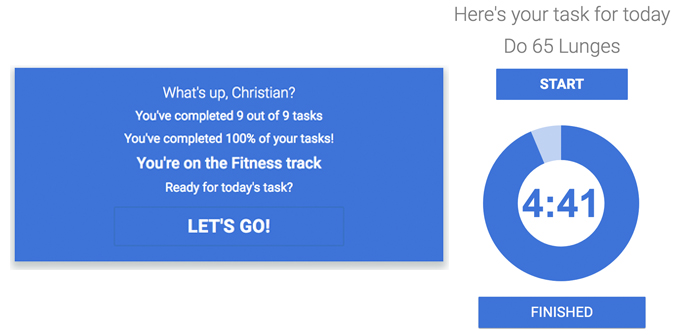 What's up, Christian?
You've completed 9 out of 9 tasks
You've completed 100% of your tasks!
You're on the Fitness track
Ready for today's task?
LET'S GO!
Here's your task for today
Do 65 Lunges
START
4:41
FINISHED